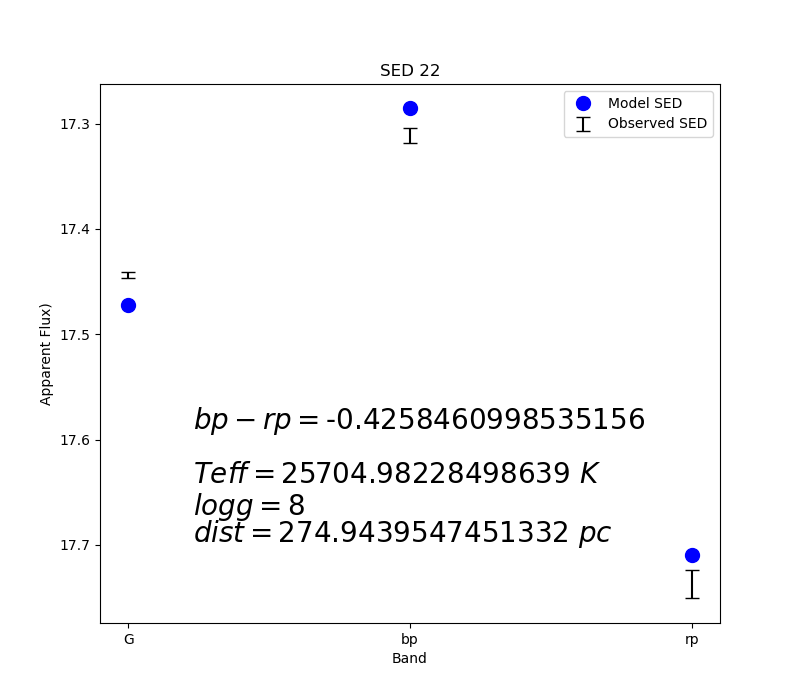 SED 22
Model SED
Observed SED
17.3
17.4
17.5
17.6
17.7
Apparent Flux)
bp − rp = -0.4258460998535156
Teff = 25704.98228498639 K
logg = 8
dist = 274.9439547451332 pc
G bp rp
Band